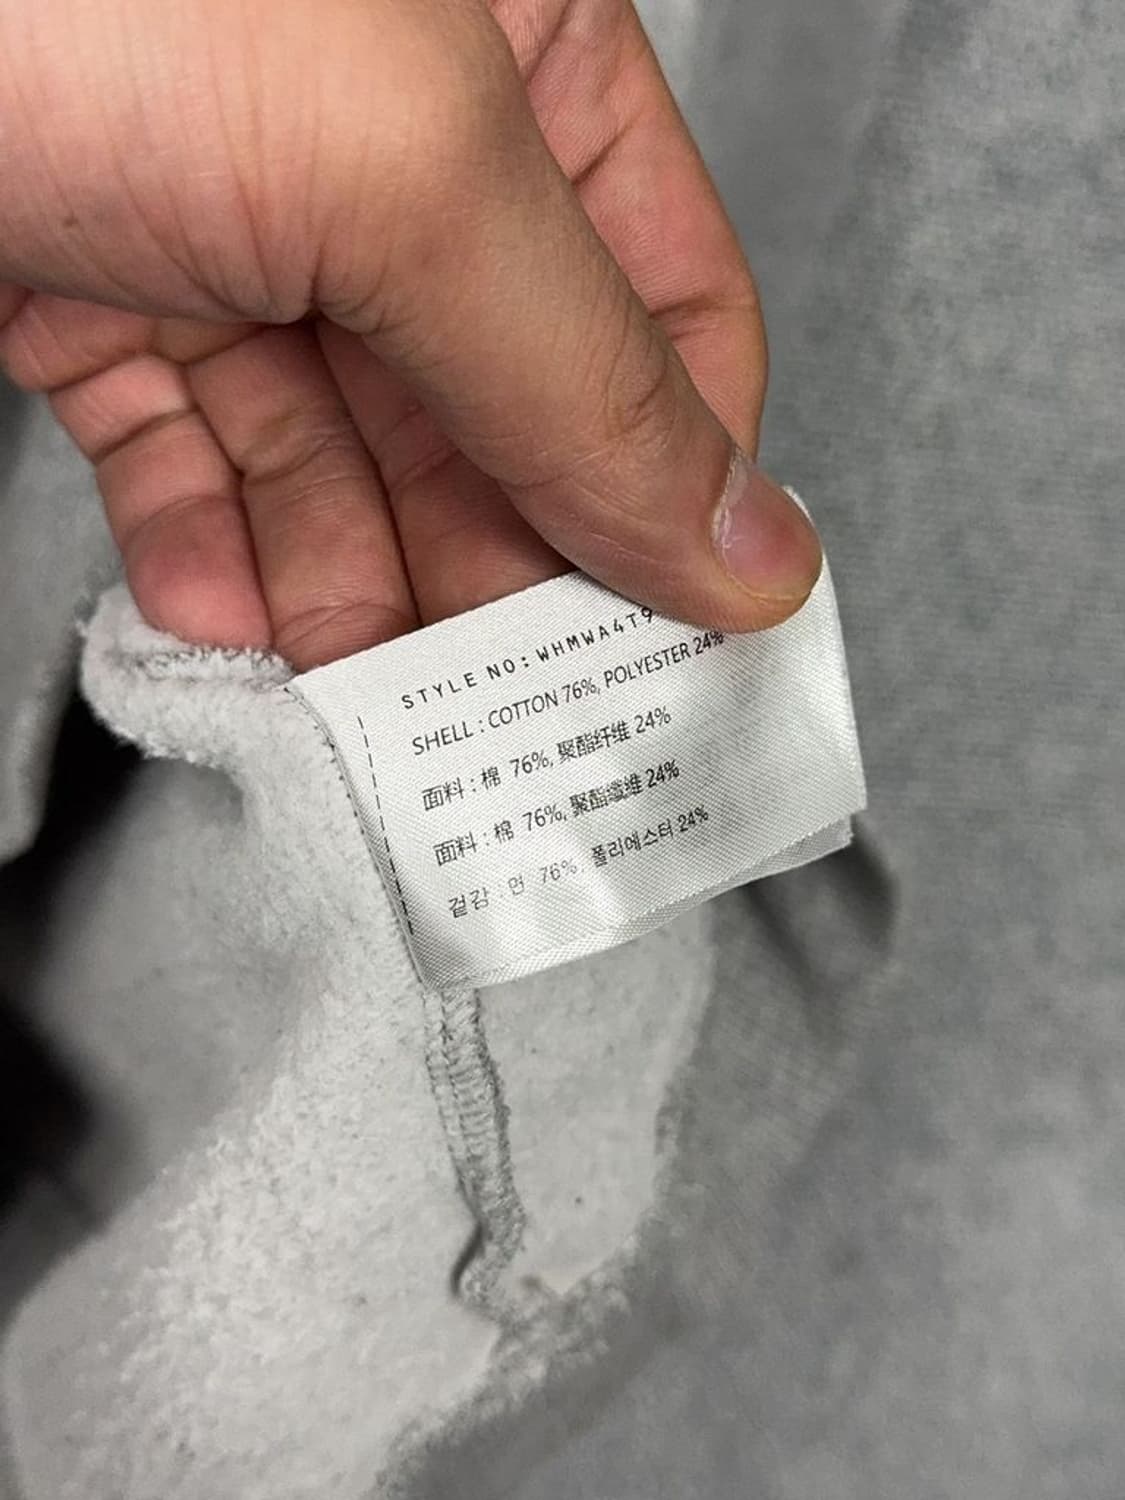 STYLE NO: WHMWA4T9
SHELL : COTTON 76%, POLYESTER 24%
面料 : 棉 76%, 聚酯纤维 24%
面料 : 棉 76%, 聚酯纖维 24%
겉감 : 면 76%, 폴리에스터 24%